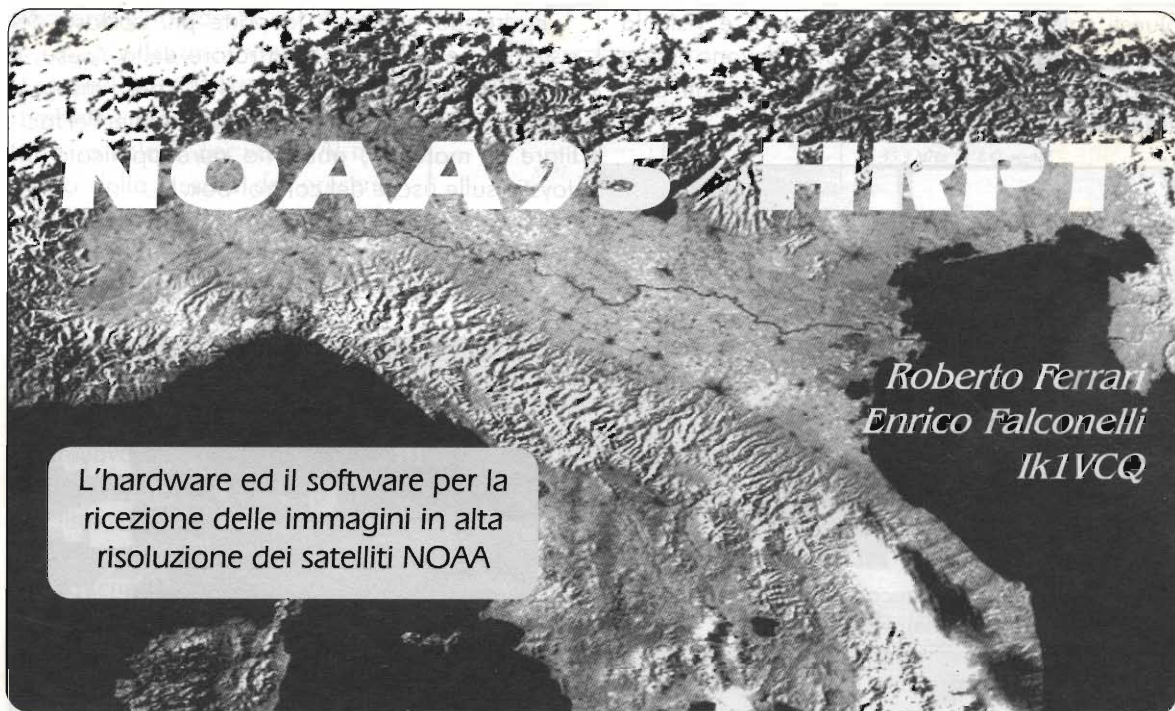 NOAA95 HRPT
Roberto Ferrari
Enrico Falconelli
Ik1VCQ
L'hardware ed il software per la
ricezione delle immagini in alta
risoluzione dei satelliti NOAA